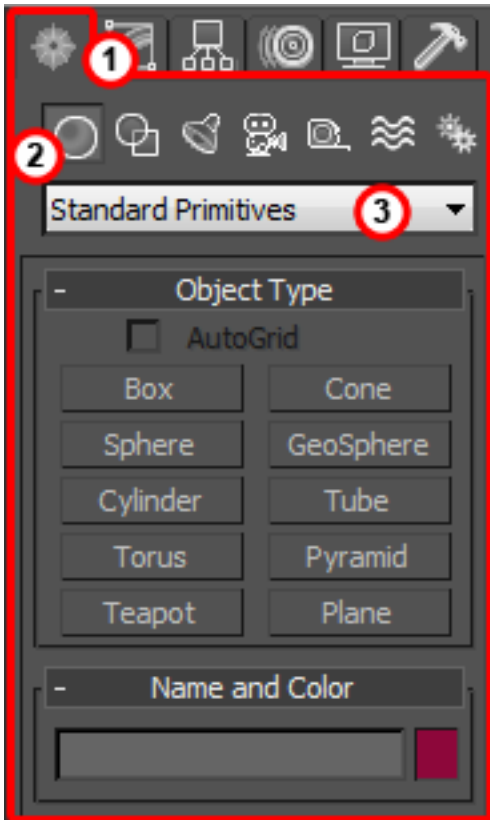 1
2
Standard Primitives 3
- Object Type
AutoGrid
Box Cone
Sphere GeoSphere
Cylinder Tube
Torus Pyramid
Teapot Plane
- Name and Color